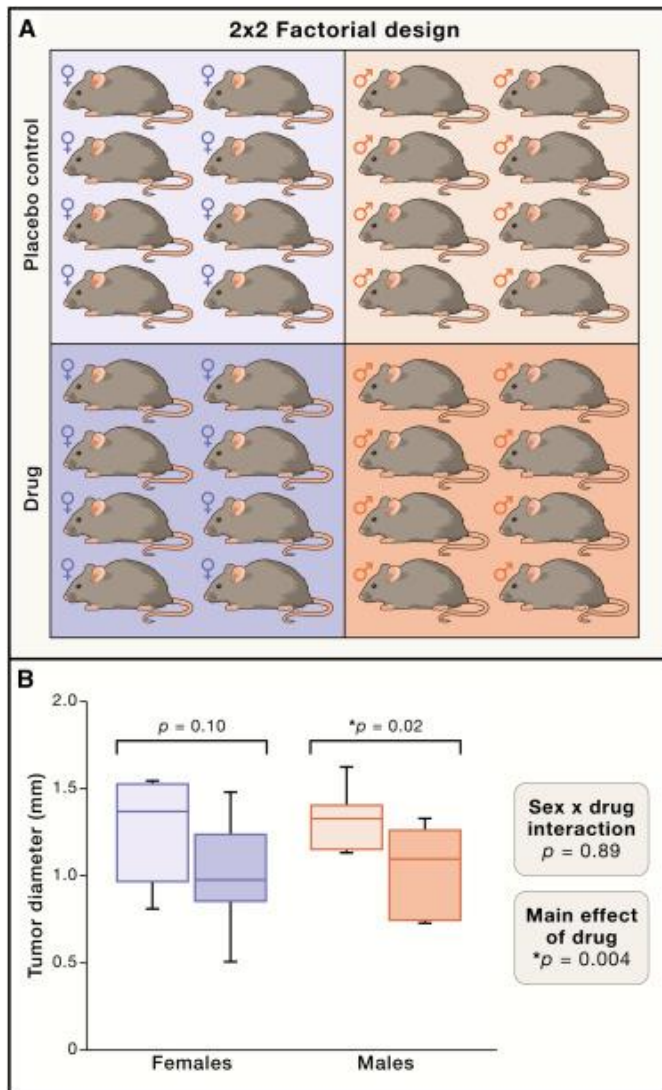 A
2x2 Factorial design
♀ ♀ ♂ ♂
♀ ♀ ♂ ♂
♀ ♀ ♂ ♂
♀ ♀ ♂ ♂
Placebo control
♀ ♀ ♂ ♂
♀ ♀ ♂ ♂
♀ ♀ ♂ ♂
♀ ♀ ♂ ♂
Drug
B
Tumor diameter (mm)
2.0
1.5
1.0
0.5
0
p = 0.10
*p = 0.02
Females
Males
Sex x drug
interaction
p = 0.89
Main effect
of drug
*p = 0.004